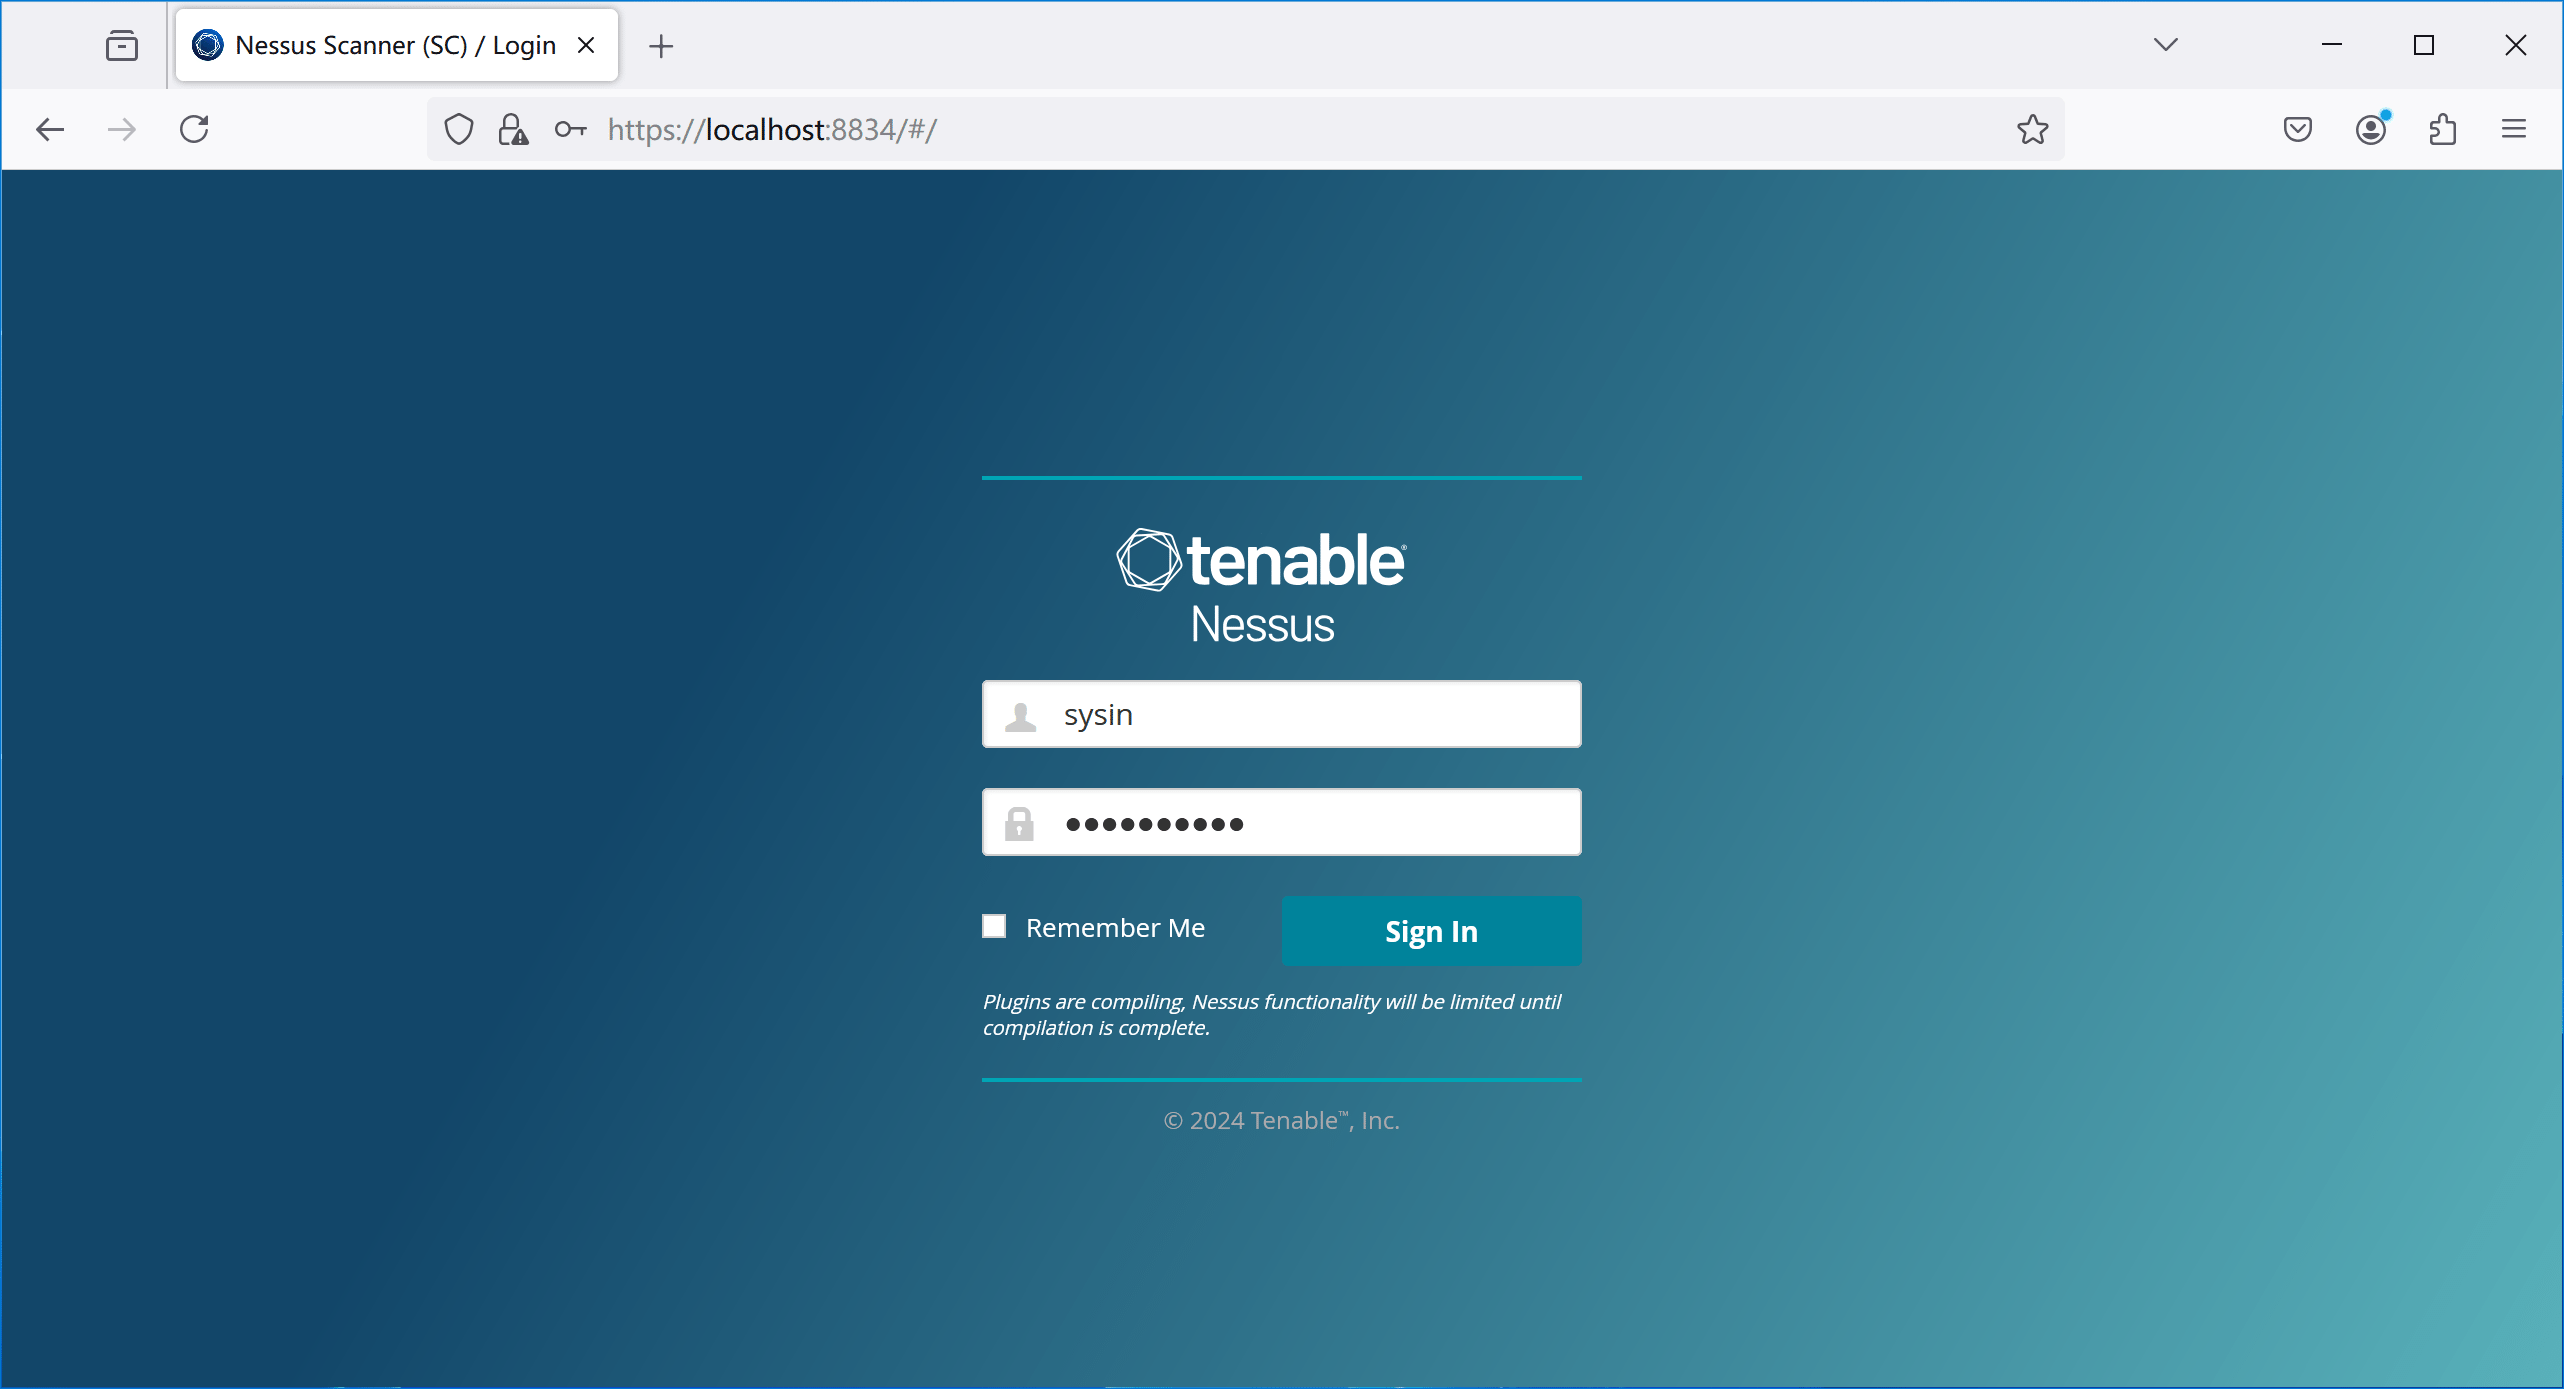 Nessus Scanner (SC) / Login
https://localhost:8834/#/
tenable®
Nessus
sysin
••••••••••
Remember Me
Sign In
Plugins are compiling, Nessus functionality will be limited until
compilation is complete.
© 2024 Tenable™, Inc.